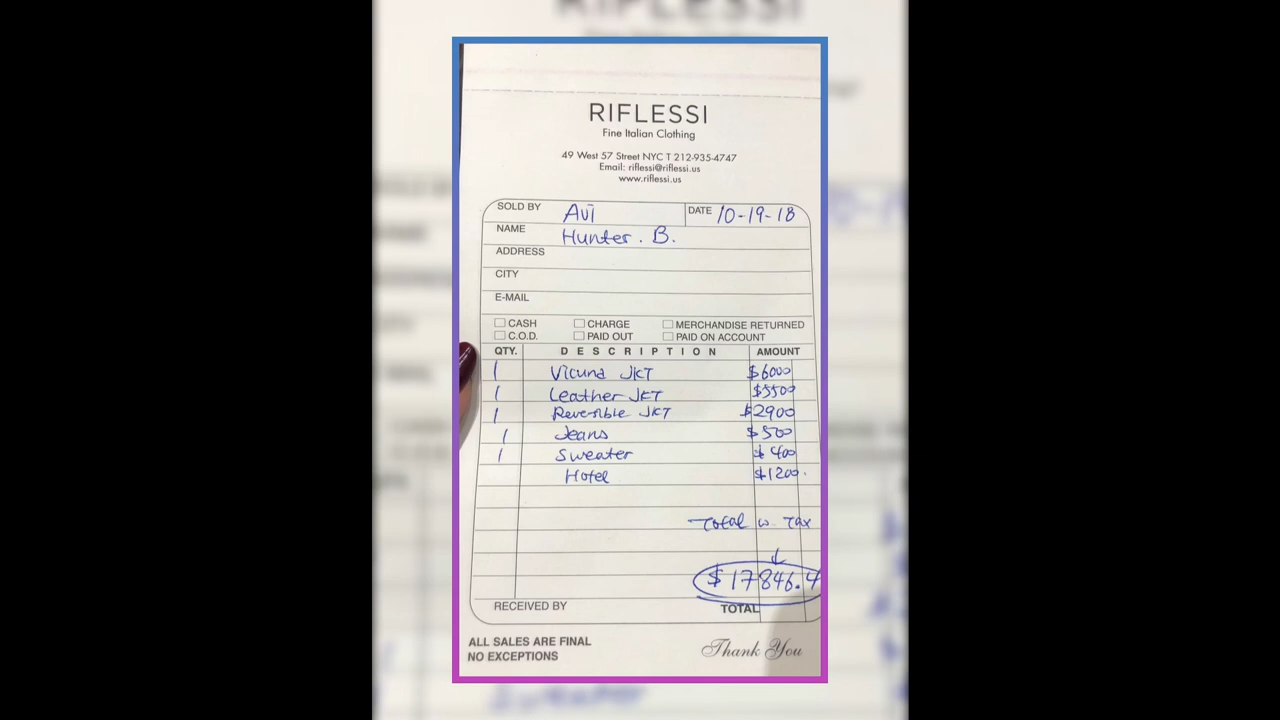 RIFLESSI
Fine Italian Clothing
49 West 57 Street NYC T 212-935-4747
Email: riflessi@riflessi.us
www.riflessi.us
SOLD BY Avi DATE 10-19-18
NAME Hunter. B.
ADDRESS
CITY
E-MAIL
CASH CHARGE MERCHANDISE RETURNED
C.O.D. PAID OUT PAID ON ACCOUNT
QTY. DESCRIPTION AMOUNT
1 Vicuna JKT $6000
1 Leather JKT $5500
1 Reversible JKT $2900
1 Jeans $500
1 Sweater $400
Hotel $1200.
Total w. Tax
$17846.4
RECEIVED BY TOTAL
ALL SALES ARE FINAL
NO EXCEPTIONS
Thank You